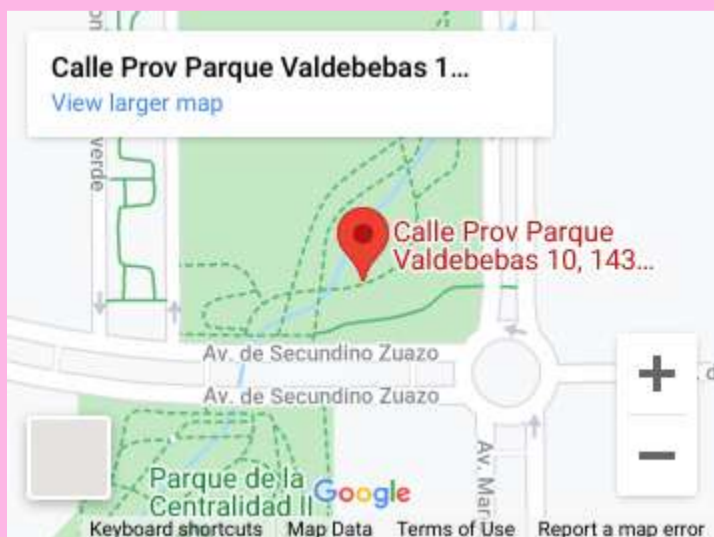 Calle Prov Parque Valdebebas 1...
View larger map
verde
Calle Prov Parque
Valdebebas 10, 143...
Av. de Secundino Zuazo
Av. de Secundino Zuazo
Av. Mar
Parque de la
Centralidad II
Google
Keyboard shortcuts Map Data Terms of Use Report a map error